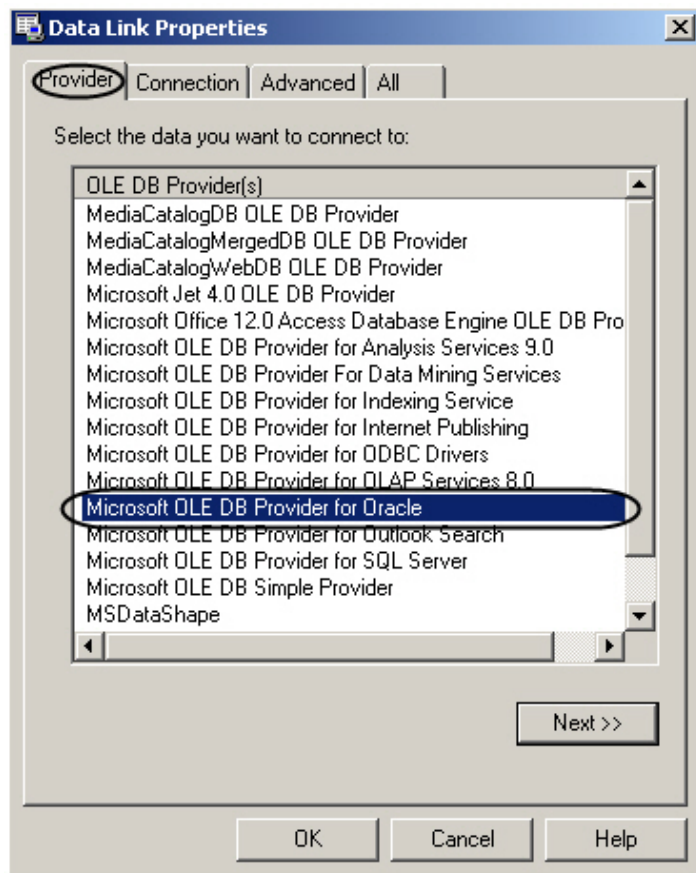 Data Link Properties
Provider Connection Advanced All
Select the data you want to connect to:
OLE DB Provider(s)
MediaCatalogDB OLE DB Provider
MediaCatalogMergedDB OLE DB Provider
MediaCatalogWebDB OLE DB Provider
Microsoft Jet 4.0 OLE DB Provider
Microsoft Office 12.0 Access Database Engine OLE DB Pro
Microsoft OLE DB Provider for Analysis Services 9.0
Microsoft OLE DB Provider For Data Mining Services
Microsoft OLE DB Provider for Indexing Service
Microsoft OLE DB Provider for Internet Publishing
Microsoft OLE DB Provider for ODBC Drivers
Microsoft OLE DB Provider for OLAP Services 8.0
Microsoft OLE DB Provider for Oracle
Microsoft OLE DB Provider for Outlook Search
Microsoft OLE DB Provider for SQL Server
Microsoft OLE DB Simple Provider
MSDataShape
Next >>
OK Cancel Help